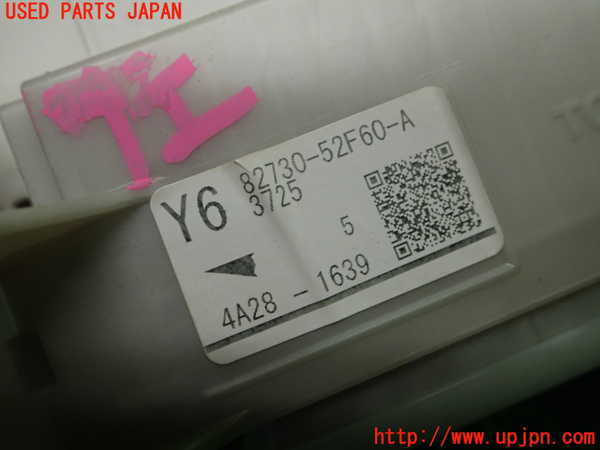 USED PARTS JAPAN
Y6
82730-52F60-A
3725
5
4A28 - 1639
http://www.upjpn.com/